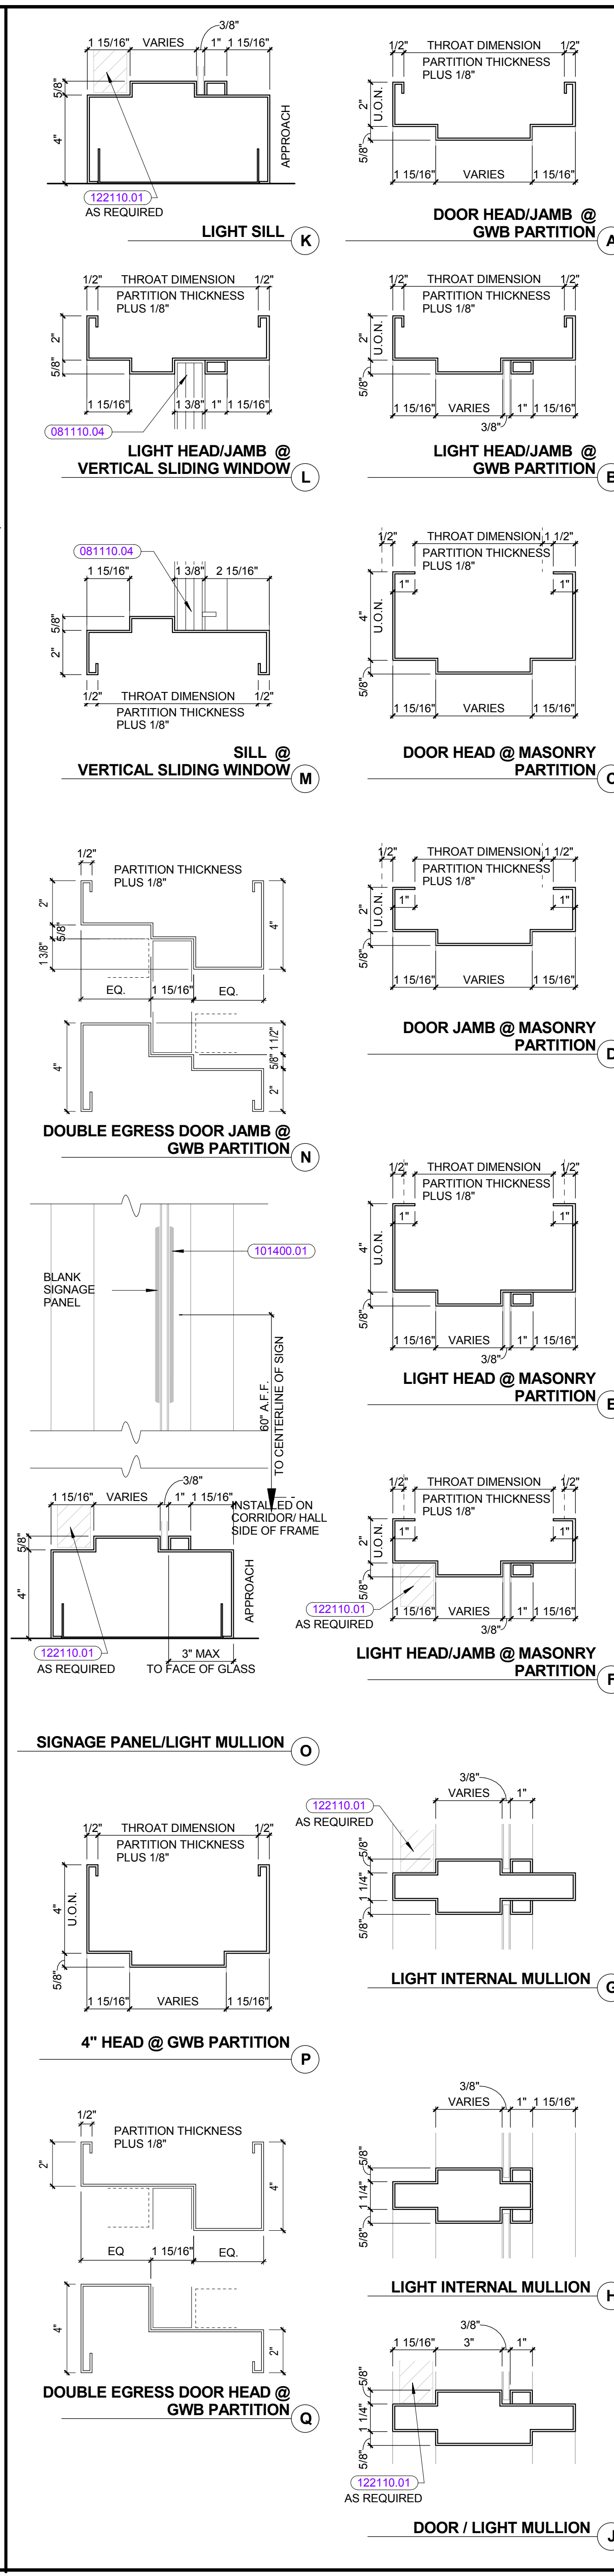 3/8"
1 15/16" VARIES 1" 1 15/16"
5/8"
4"
APPROACH
122110.01
AS REQUIRED
LIGHT SILL
K
1/2" THROAT DIMENSION 1/2"
PARTITION THICKNESS
PLUS 1/8"
2"
5/8"
1 15/16" 1 3/8" 1" 1 15/16"
081110.04
LIGHT HEAD/JAMB @
VERTICAL SLIDING WINDOW
L
081110.04
1 15/16" 1 3/8" 2 15/16"
5/8"
2"
1/2" THROAT DIMENSION 1/2"
PARTITION THICKNESS
PLUS 1/8"
SILL @
VERTICAL SLIDING WINDOW
M
1/2"
PARTITION THICKNESS
PLUS 1/8"
2"
5/8"
1 3/8"
4"
EQ. 1 15/16" EQ.
4"
1 1/2"
5/8"
2"
DOUBLE EGRESS DOOR JAMB @
GWB PARTITION
N
101400.01
BLANK
SIGNAGE
PANEL
60" A.F.F.
TO CENTERLINE OF SIGN
INSTALLED ON
CORRIDOR/ HALL
SIDE OF FRAME
3/8"
1 15/16" VARIES 1" 1 15/16"
5/8"
4"
APPROACH
122110.01
AS REQUIRED
3" MAX
TO FACE OF GLASS
SIGNAGE PANEL/LIGHT MULLION
O
1/2" THROAT DIMENSION 1/2"
PARTITION THICKNESS
PLUS 1/8"
4"
U.O.N.
5/8"
1 15/16" VARIES 1 15/16"
4" HEAD @ GWB PARTITION
P
1/2"
PARTITION THICKNESS
PLUS 1/8"
2"
4"
EQ 1 15/16" EQ.
4"
2"
DOUBLE EGRESS DOOR HEAD @
GWB PARTITION
Q
1/2" THROAT DIMENSION 1/2"
PARTITION THICKNESS
PLUS 1/8"
2"
U.O.N.
5/8"
1 15/16" VARIES 1 15/16"
DOOR HEAD/JAMB @
GWB PARTITION
A
1/2" THROAT DIMENSION 1/2"
PARTITION THICKNESS
PLUS 1/8"
2"
U.O.N.
5/8"
1 15/16" VARIES 1" 1 15/16"
3/8"
LIGHT HEAD/JAMB @
GWB PARTITION
B
1/2" THROAT DIMENSION 1 1/2"
PARTITION THICKNESS
PLUS 1/8"
1" 1"
4"
U.O.N.
5/8"
1 15/16" VARIES 1 15/16"
DOOR HEAD @ MASONRY
PARTITION
C
1/2" THROAT DIMENSION 1 1/2"
PARTITION THICKNESS
PLUS 1/8"
1" 1"
2"
U.O.N.
5/8"
1 15/16" VARIES 1 15/16"
DOOR JAMB @ MASONRY
PARTITION
D
1/2" THROAT DIMENSION 1/2"
PARTITION THICKNESS
PLUS 1/8"
1" 1"
4"
U.O.N.
5/8"
1 15/16" VARIES 1" 1 15/16"
3/8"
LIGHT HEAD @ MASONRY
PARTITION
E
1/2" THROAT DIMENSION 1/2"
PARTITION THICKNESS
PLUS 1/8"
1" 1"
2"
U.O.N.
5/8"
122110.01
AS REQUIRED
1 15/16" VARIES 1" 1 15/16"
3/8"
LIGHT HEAD/JAMB @ MASONRY
PARTITION
F
3/8"
VARIES 1"
122110.01
AS REQUIRED
5/8"
1 1/4"
5/8"
LIGHT INTERNAL MULLION
G
3/8"
VARIES 1" 1 15/16"
5/8"
1 1/4"
5/8"
LIGHT INTERNAL MULLION
H
3/8"
1 15/16" 3" 1"
5/8"
1 1/4"
5/8"
122110.01
AS REQUIRED
DOOR / LIGHT MULLION
J